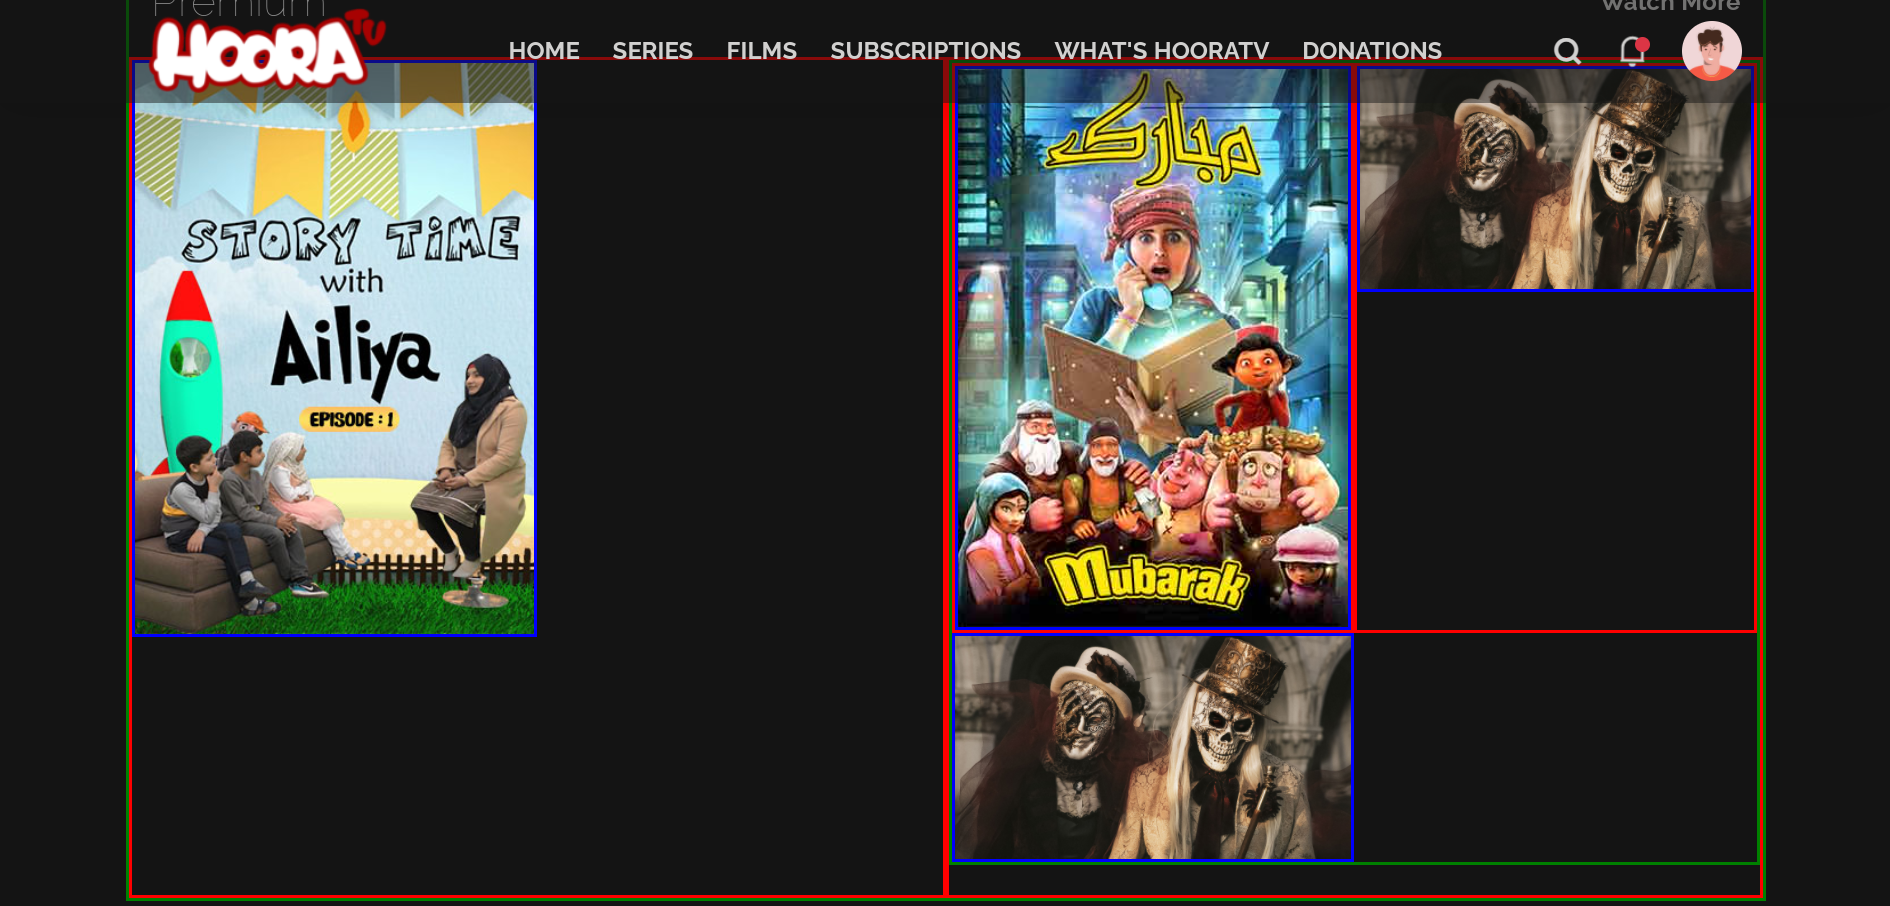 Premium
Watch More
HOORA TV
HOME SERIES FILMS SUBSCRIPTIONS WHAT'S HOORATV DONATIONS
STORY TIME
with
Ailiya
EPISODE : 1
مبارك
Mubarak